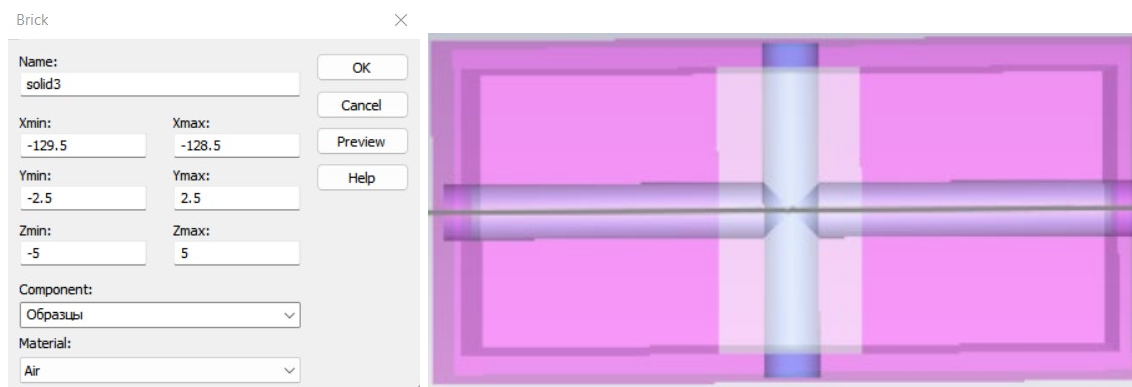 Brick
Name:
solid3
OK
Cancel
Xmin:
Xmax:
-129.5
-128.5
Preview
Ymin:
Ymax:
Help
-2.5
2.5
Zmin:
Zmax:
-5
5
Component:
Образцы
Material:
Air